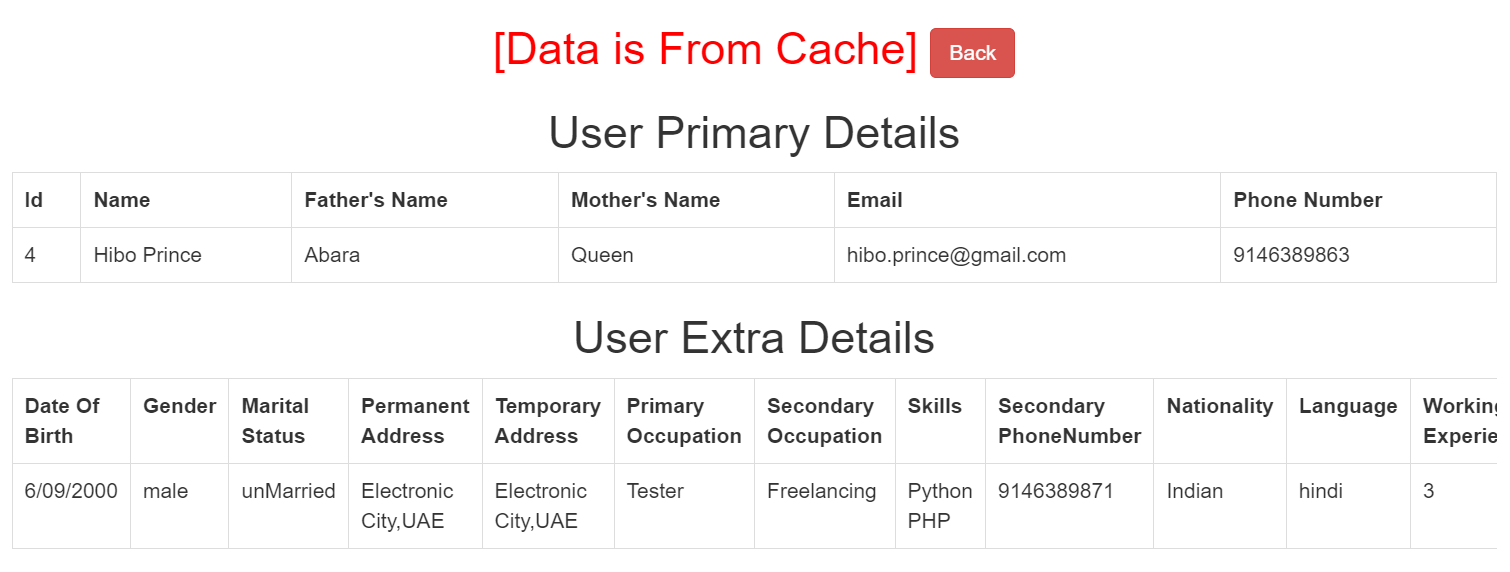 [Data is From Cache] Back
User Primary Details
Id Name Father's Name Mother's Name Email Phone Number
4 Hibo Prince Abara Queen hibo.prince@gmail.com 9146389863
User Extra Details
Date Of Gender Marital Permanent Temporary Primary Secondary Skills Secondary Nationality Language Working
Birth Status Address Address Occupation Occupation PhoneNumber Experie
6/09/2000 male unMarried Electronic Electronic Tester Freelancing Python 9146389871 Indian hindi 3
City,UAE City,UAE PHP